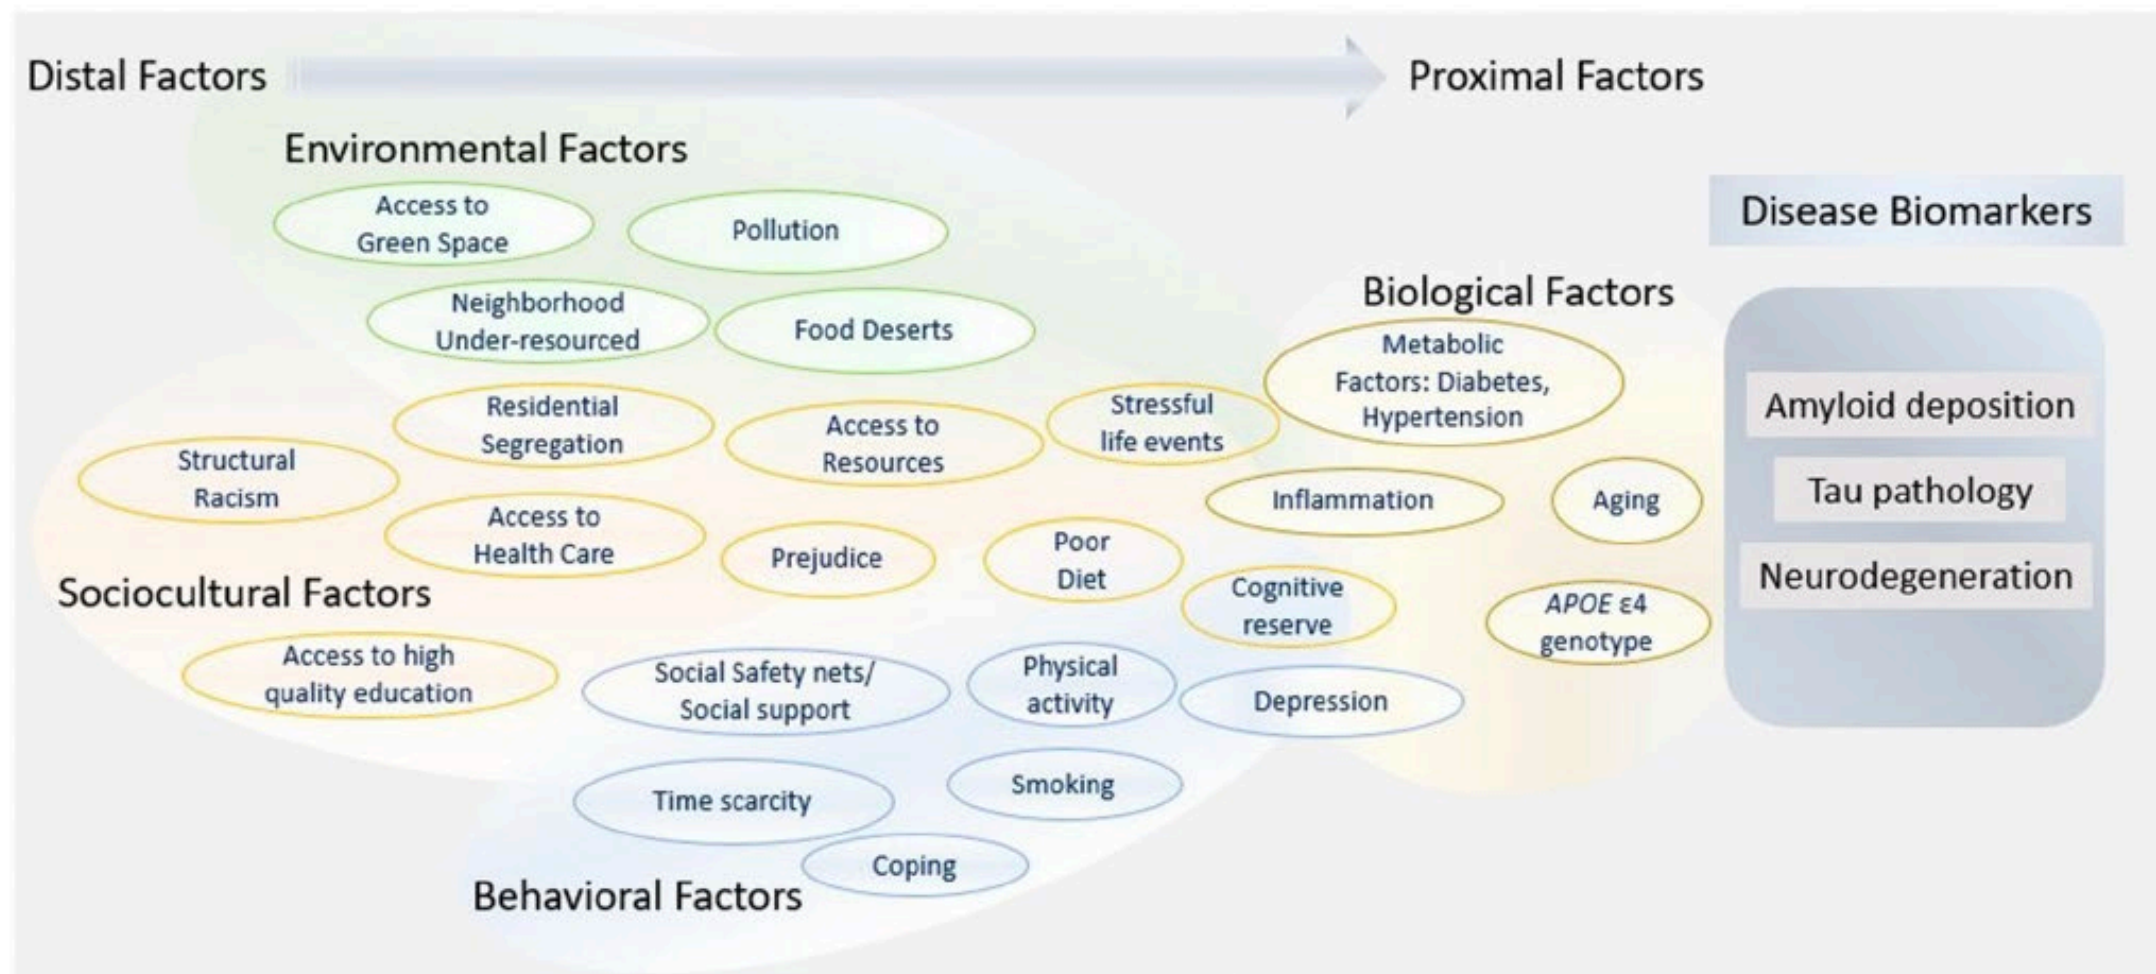 Distal Factors
Proximal Factors
Environmental Factors
Access to
Green Space
Pollution
Neighborhood
Under-resourced
Food Deserts
Residential
Segregation
Access to
Resources
Stressful
life events
Structural
Racism
Access to
Health Care
Prejudice
Poor
Diet
Cognitive
reserve
Sociocultural Factors
Access to high
quality education
Social Safety nets/
Social support
Physical
activity
Depression
Time scarcity
Smoking
Coping
Behavioral Factors
Biological Factors
Metabolic
Factors: Diabetes,
Hypertension
Inflammation
Aging
APOE ε4
genotype
Disease Biomarkers
Amyloid deposition
Tau pathology
Neurodegeneration